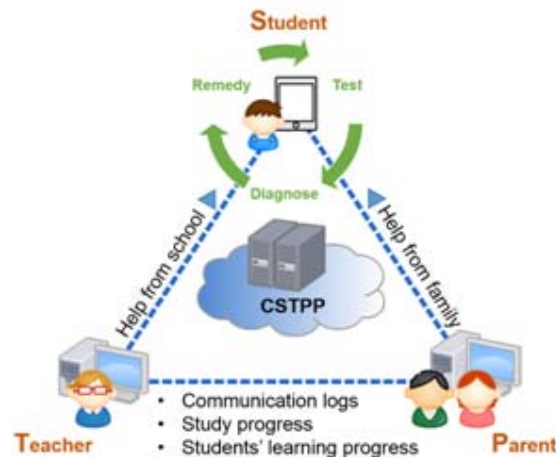 Student
Remedy
Test
Diagnose
Help from school
Help from family
CSTPP
Teacher
Parent
• Communication logs
• Study progress
• Students' learning progress